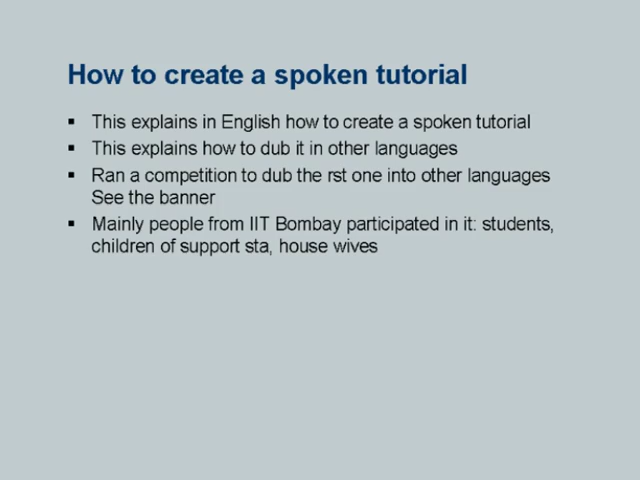 How to create a spoken tutorial
▪ This explains in English how to create a spoken tutorial
▪ This explains how to dub it in other languages
▪ Ran a competition to dub the rst one into other languages
See the banner
▪ Mainly people from IIT Bombay participated in it: students,
children of support sta, house wives